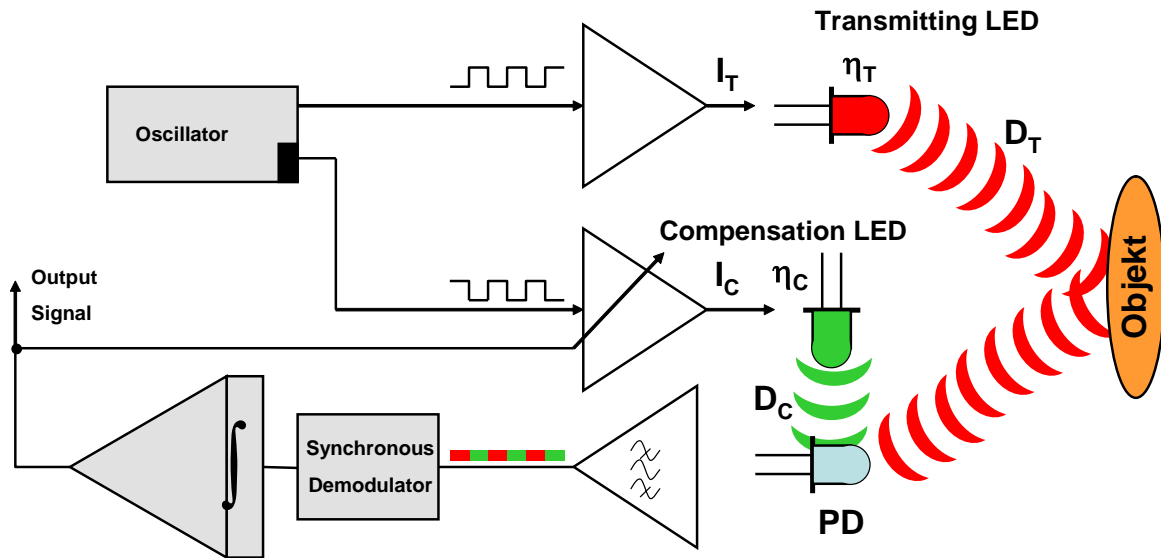 Transmitting LED
η_T
I_T
Oscillator
D_T
Compensation LED
Output
Signal
I_C
η_C
Objekt
D_C
Synchronous
Demodulator
∫
PD